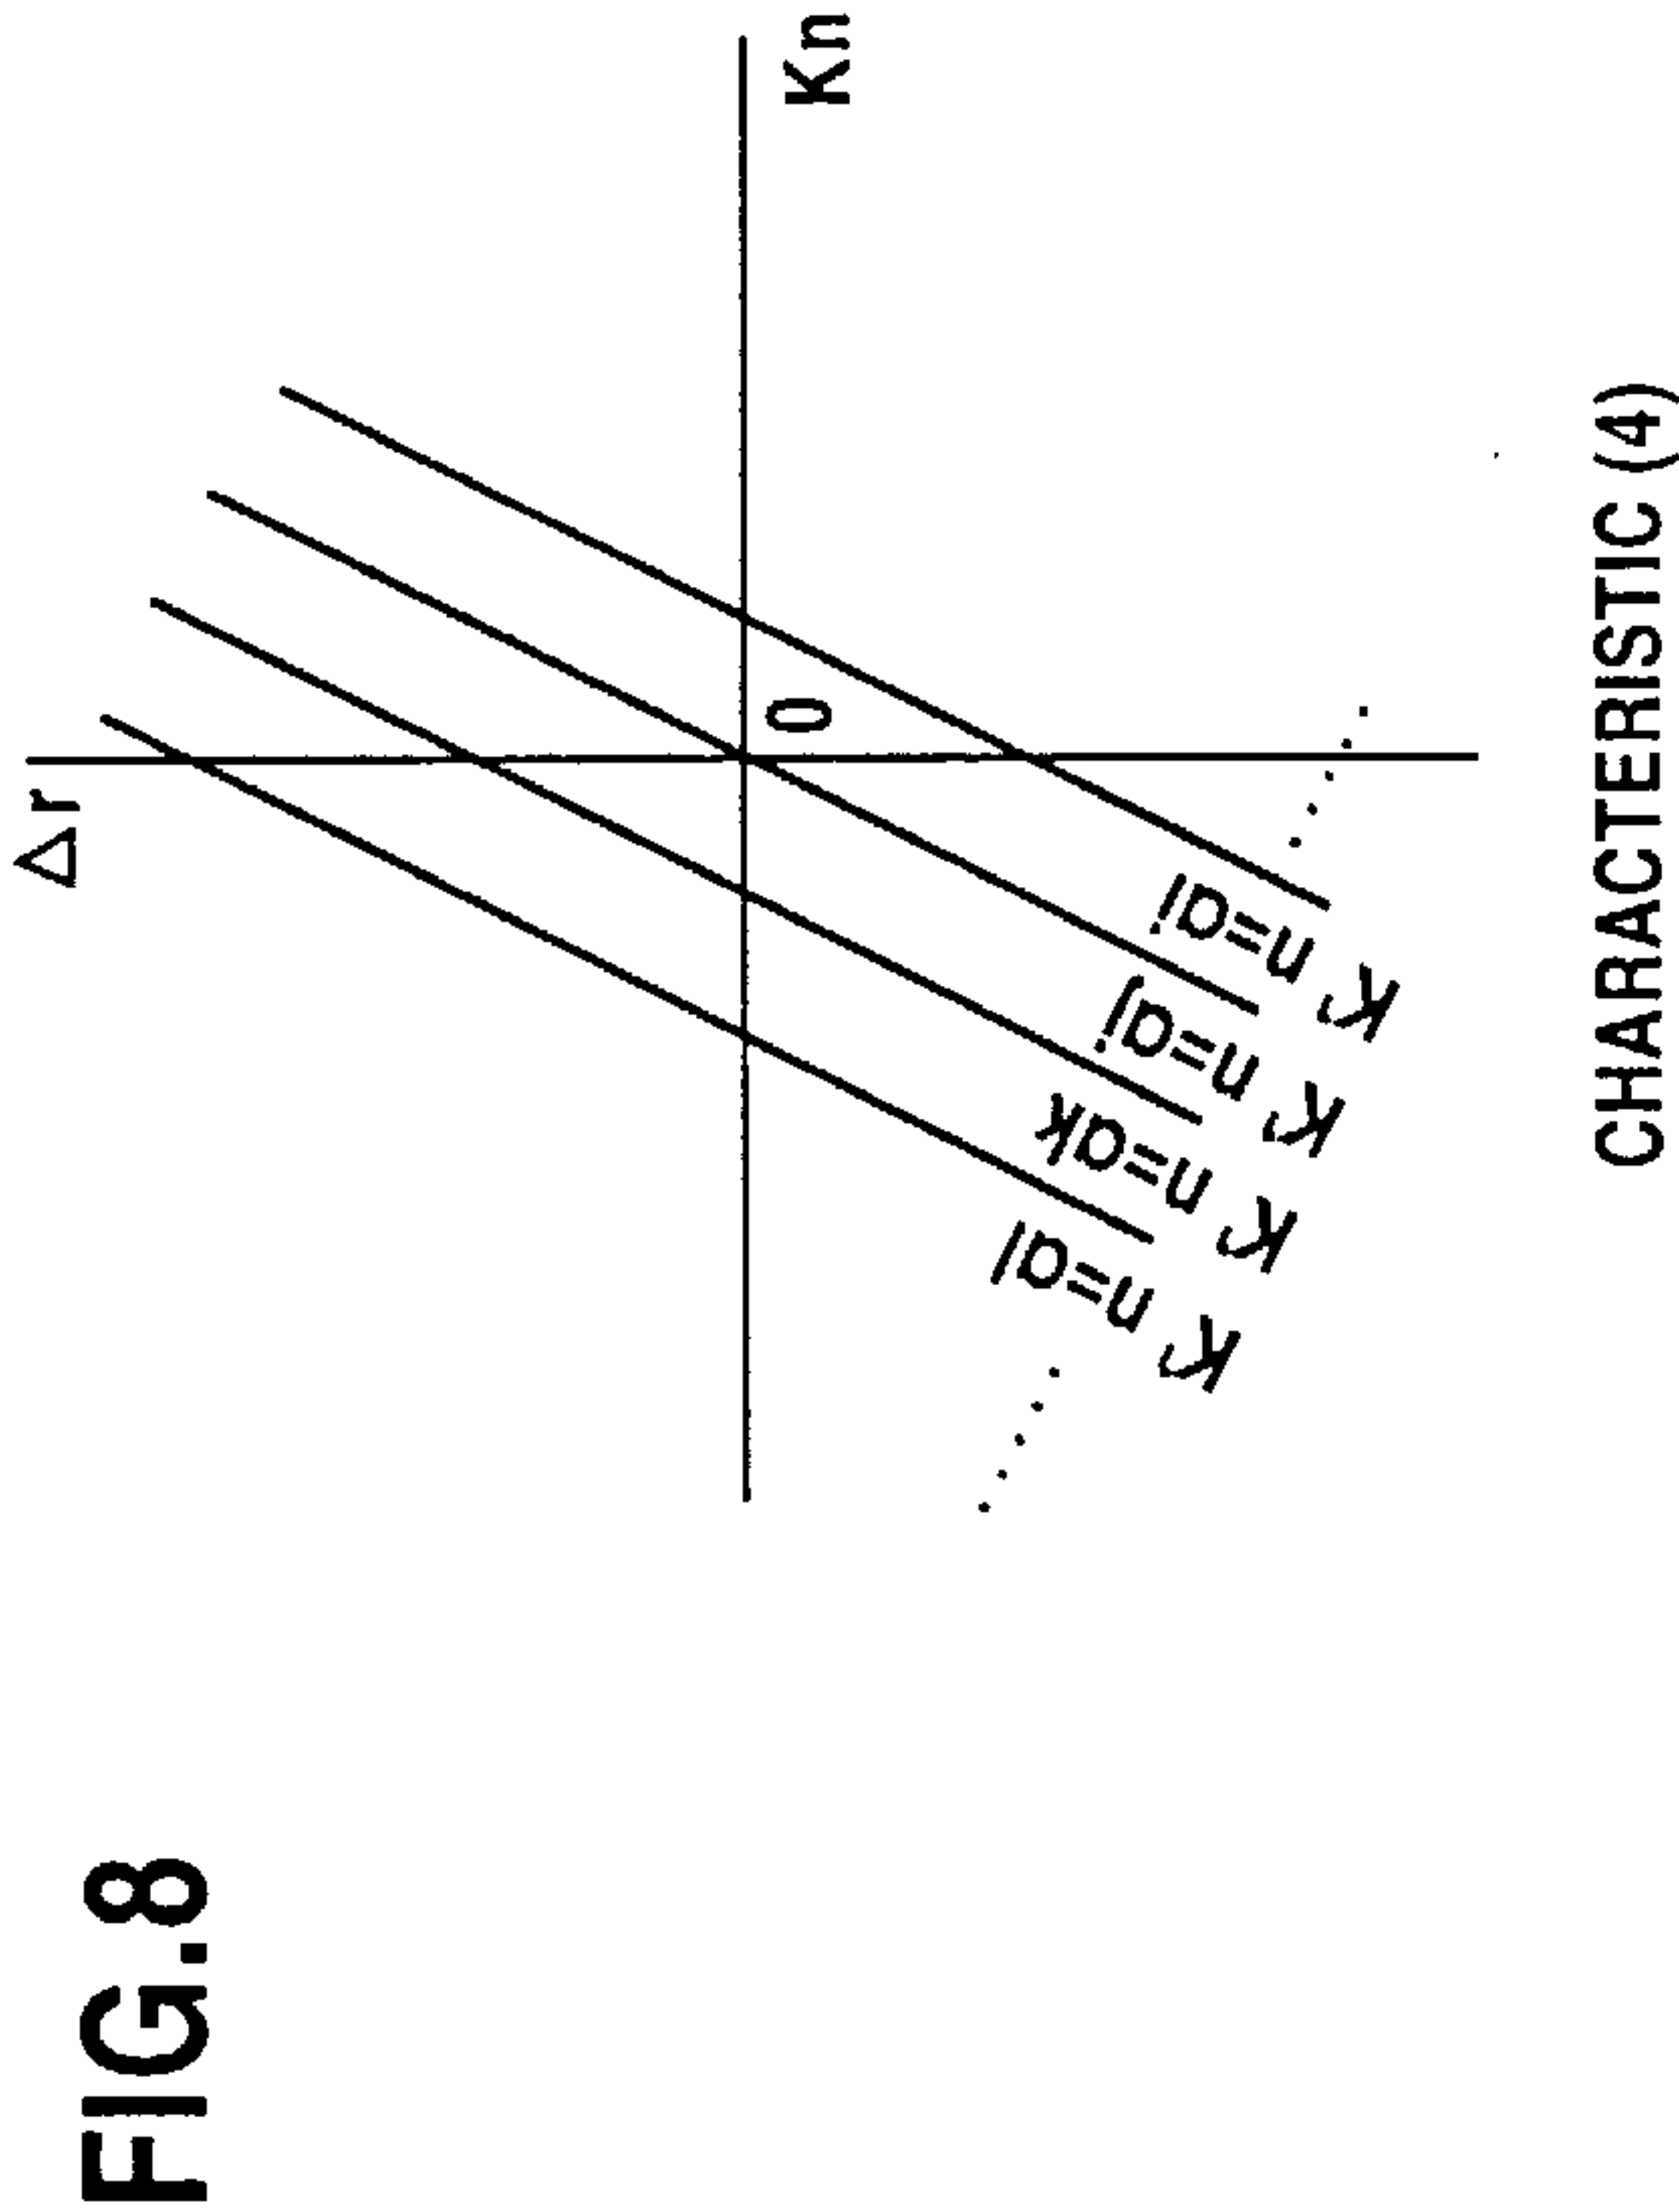 FIG.8
Δr
Kn
0
K n=al
K n=ak
K n=aj
K n=ai
CHARACTERISTIC (4)